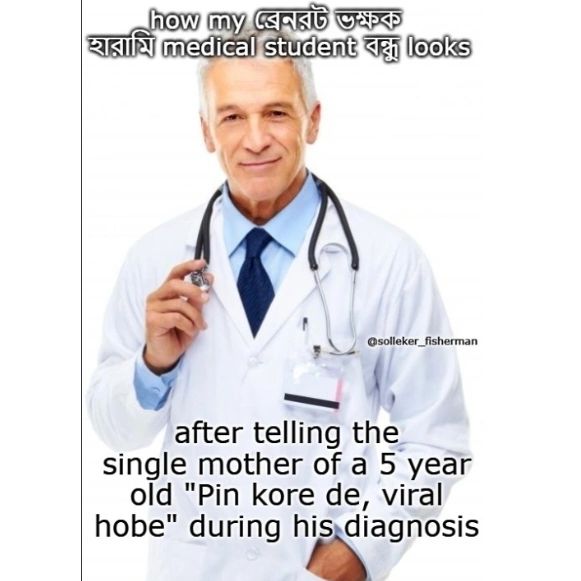 how my ব্রেনরট ভক্ষক
হারামি medical student বন্ধু looks
@solleker_fisherman
after telling the
single mother of a 5 year
old "Pin kore de, viral
hobe" during his diagnosis